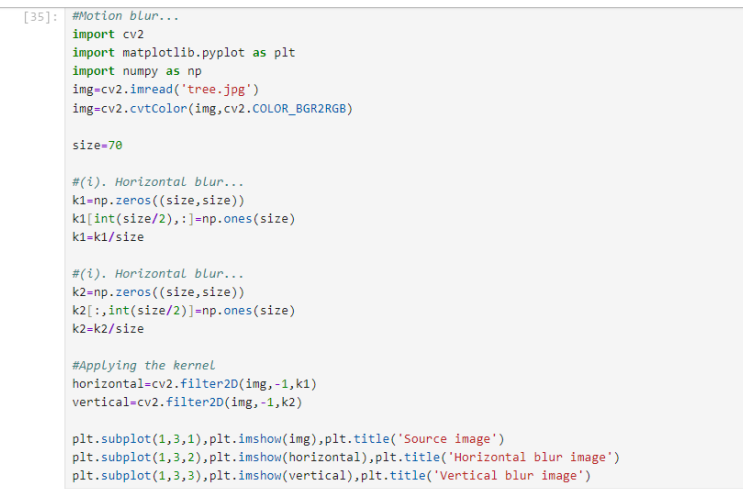 [35]: #Motion blur...
import cv2
import matplotlib.pyplot as plt
import numpy as np
img=cv2.imread('tree.jpg')
img=cv2.cvtColor(img,cv2.COLOR_BGR2RGB)
size=70
#(i). Horizontal blur...
k1=np.zeros((size,size))
k1[int(size/2),:]=np.ones(size)
k1=k1/size
#(i). Horizontal blur...
k2=np.zeros((size,size))
k2[:,int(size/2)]=np.ones(size)
k2=k2/size
#Applying the kernel
horizontal=cv2.filter2D(img,-1,k1)
vertical=cv2.filter2D(img,-1,k2)
plt.subplot(1,3,1),plt.imshow(img),plt.title('Source image')
plt.subplot(1,3,2),plt.imshow(horizontal),plt.title('Horizontal blur image')
plt.subplot(1,3,3),plt.imshow(vertical),plt.title('Vertical blur image')